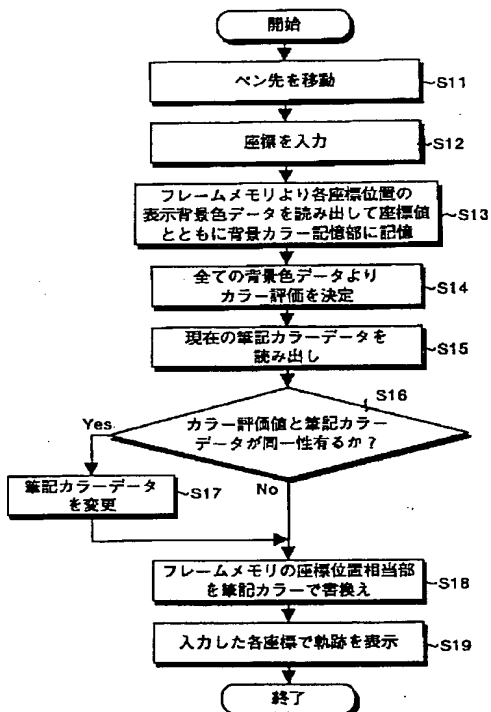 開始
ペン先を移動
S11
座標を入力
S12
フレームメモリより各座標位置の
表示背景色データを読み出して座標値
とともに背景カラー記憶部に記憶
S13
全ての背景色データより
カラー評価を決定
S14
現在の筆記カラーデータを
読み出し
S15
S16
カラー評価値と筆記カラー
データが同一性有るか?
Yes
No
筆記カラーデータ
を変更
S17
フレームメモリの座標位置相当部
を筆記カラーで書換え
S18
入力した各座標で軌跡を表示
S19
終了